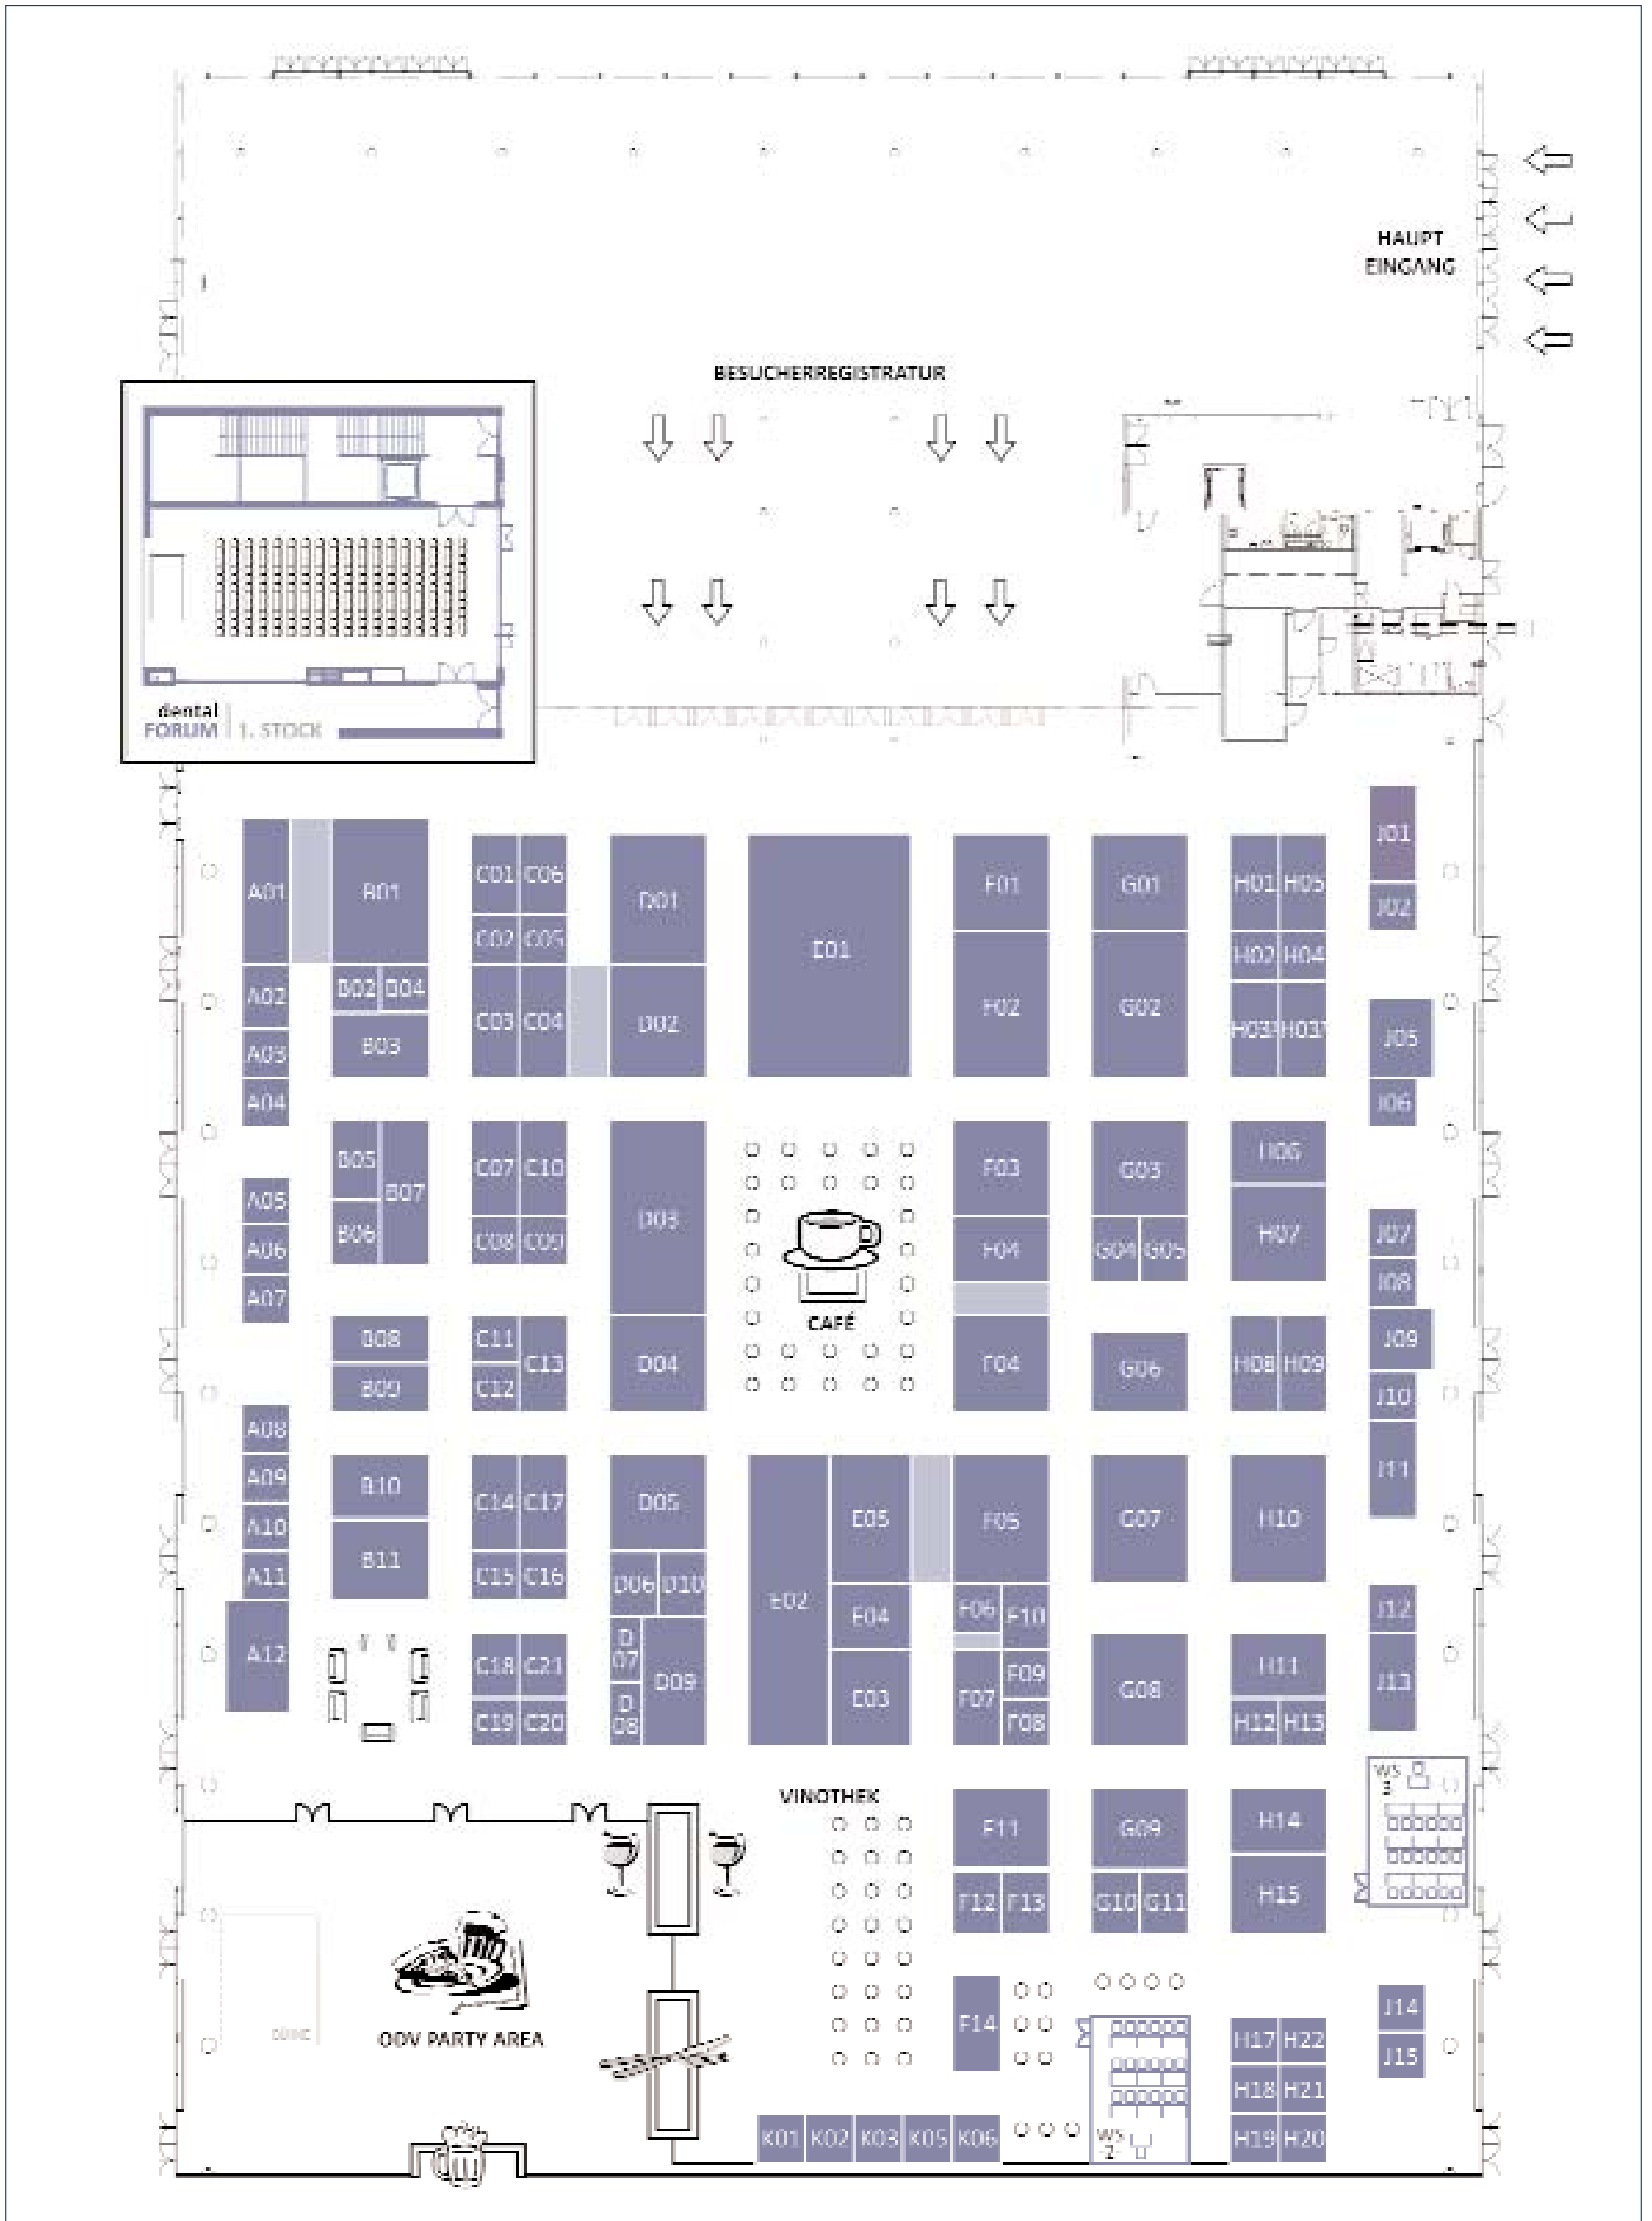 HAUPT
EINGANG
BESUCHERREGISTRATUR
dental
FORUM | 1. STOCK
J01
A01 B01 C01 C06 D01 E01 F01 G01 H01 H05
J02
C02 C05 H02 H04
A02 B02 B04 C03 C04 D02 F02 G02 J05
A03 B03
A04 J06
B05 C07 C10 F03 G03 H06
A05 B07 D03 J07
A06 B06 C08 C09 F04 G04 G05 H07
A07 J08
CAFÉ
B08 C11 J09
C13 D04 F04 G06 H08 H09
B09 C12 J10
A08
A09 B10 C14 C17 D05 E05 F05 G07 H10 J11
A10
A11 B11 C15 C16 D06 D10 E02
E04 F06 F10 J12
A12 C18 C21 D
07 D09 F09 H11 J13
E03 F07 G08
C19 C20 D
08 F08 H12 H13
WS
VINOTHEK
F11 G09 H14
F12 F13 G10 G11 H15
F14 J14
ODV PARTY AREA
H17 H22 J15
H18 H21
K01 K02 K03 K05 K06 WS
-2- H19 H20